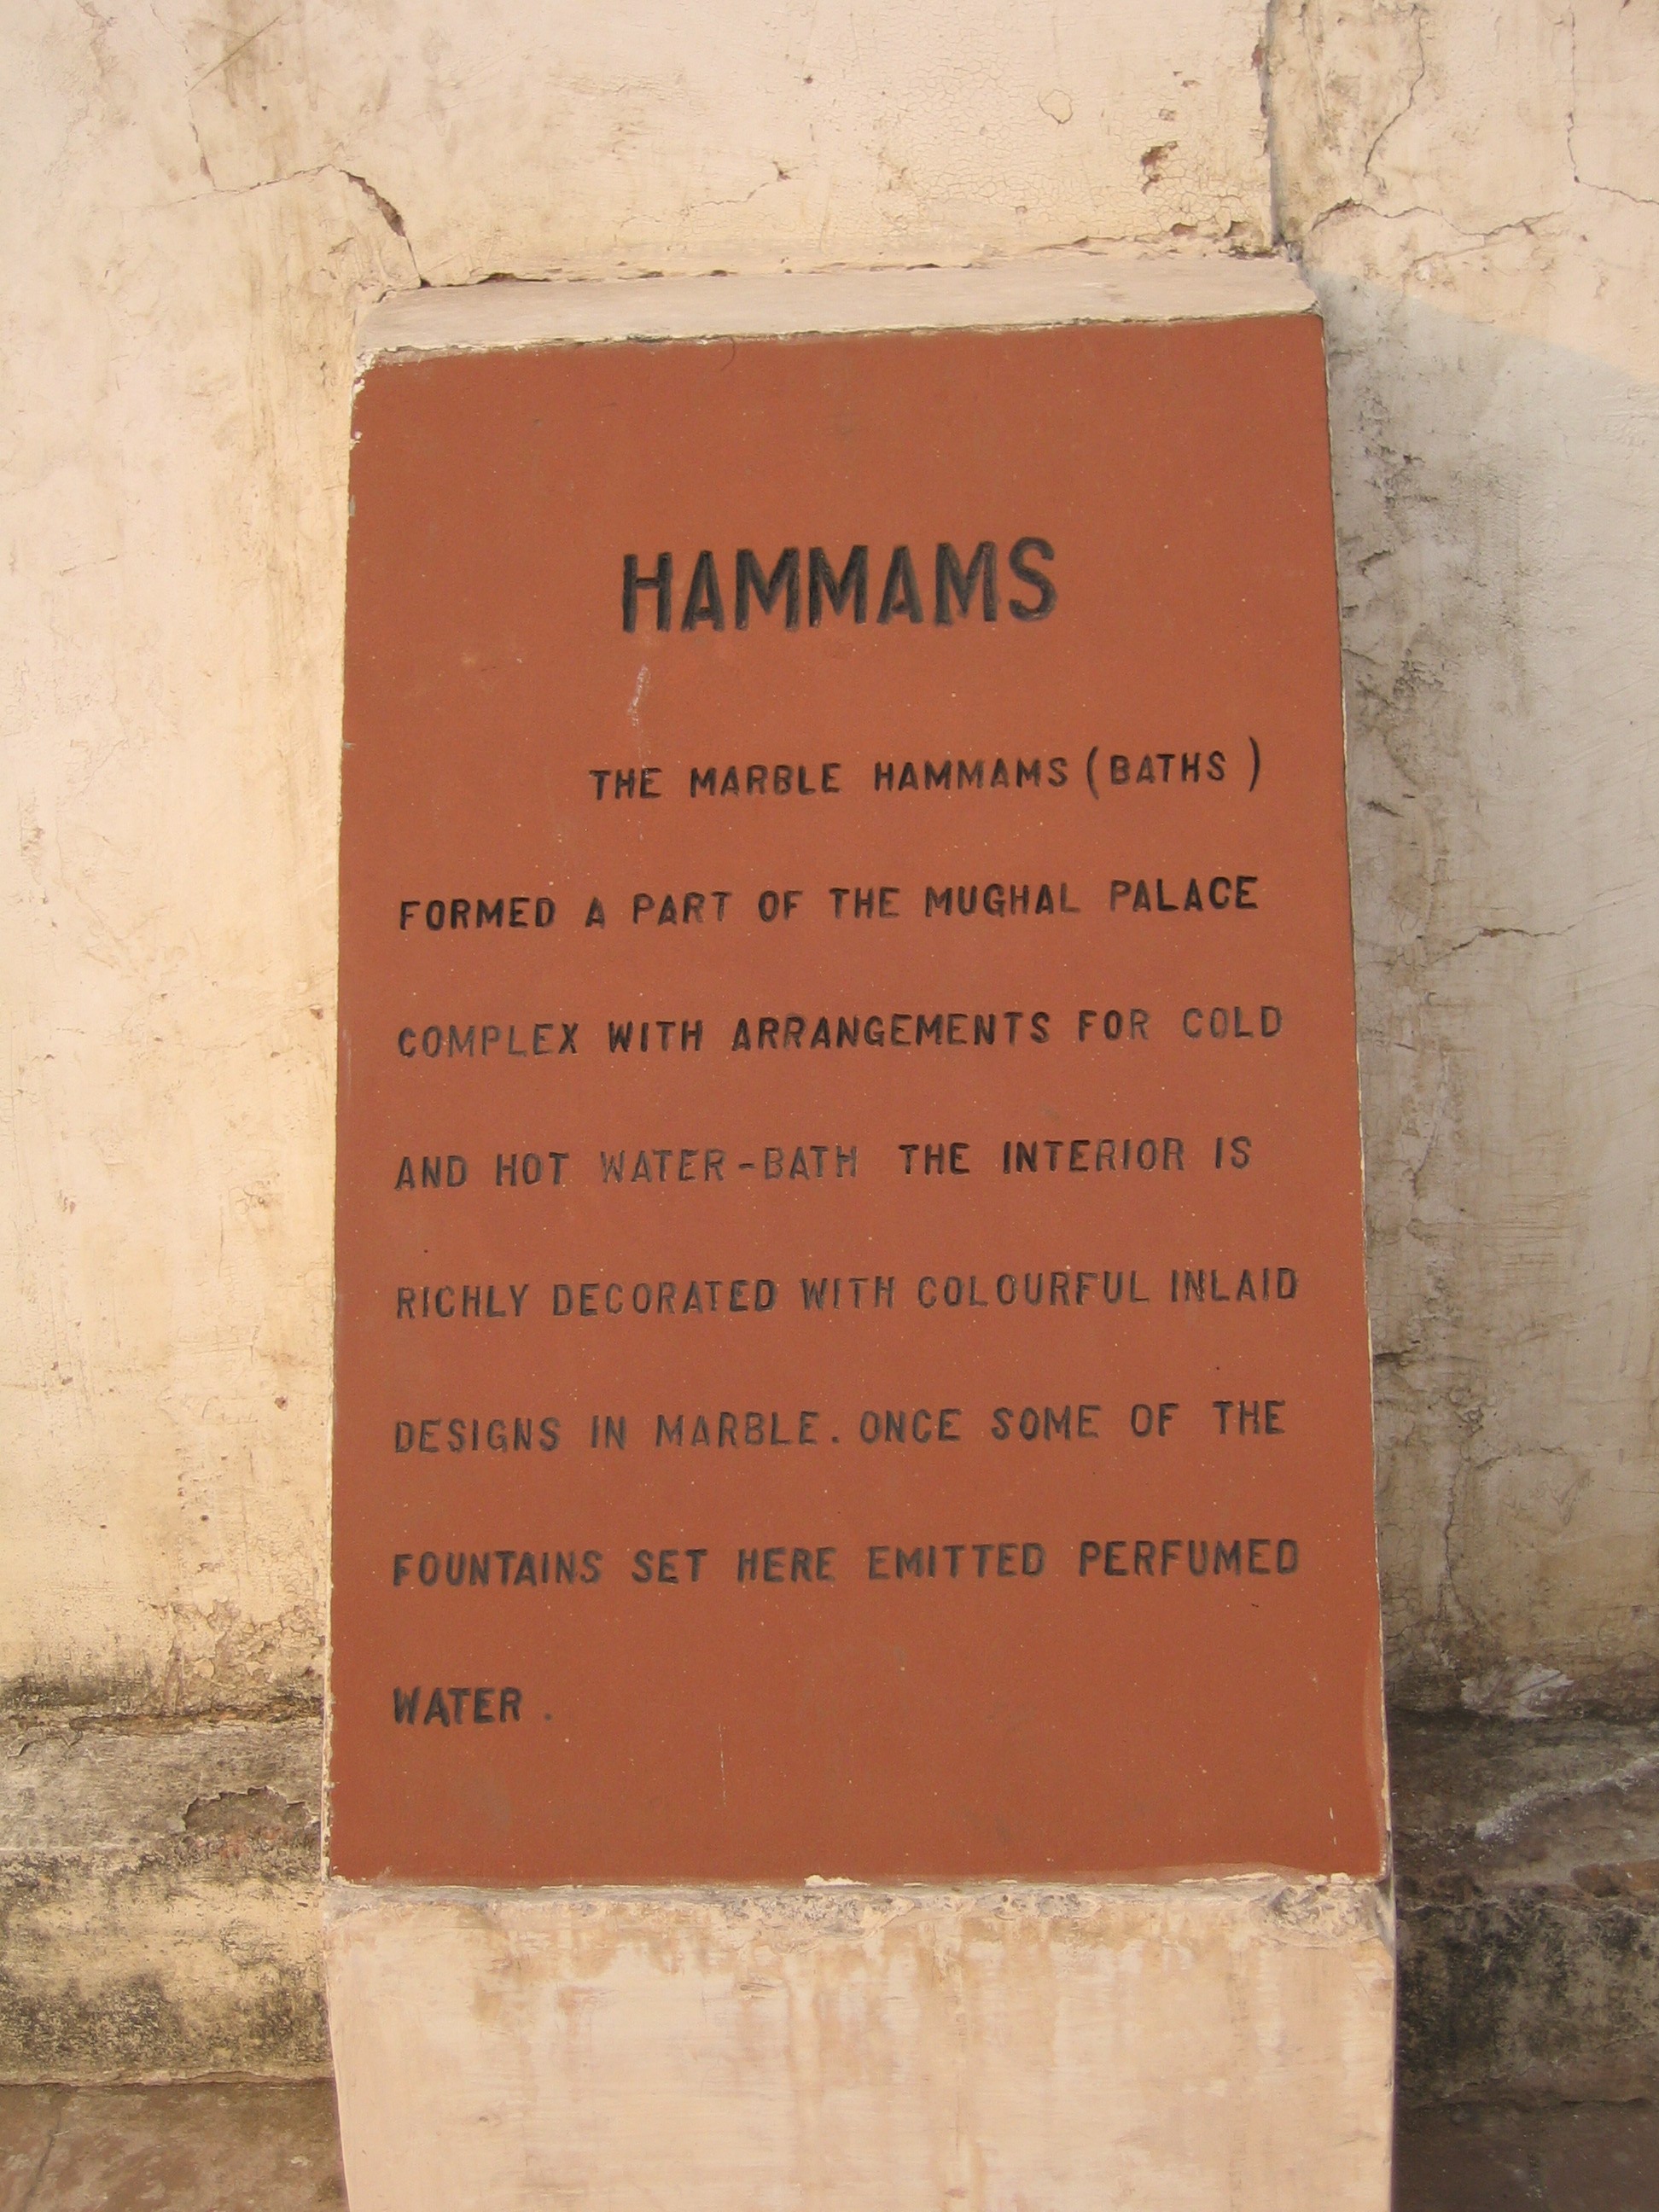 HAMMAMS
THE MARBLE HAMMAMS (BATHS)
FORMED A PART OF THE MUGHAL PALACE
COMPLEX WITH ARRANGEMENTS FOR COLD
AND HOT WATER-BATH THE INTERIOR IS
RICHLY DECORATED WITH COLOURFUL INLAID
DESIGNS IN MARBLE. ONCE SOME OF THE
FOUNTAINS SET HERE EMITTED PERFUMED
WATER.